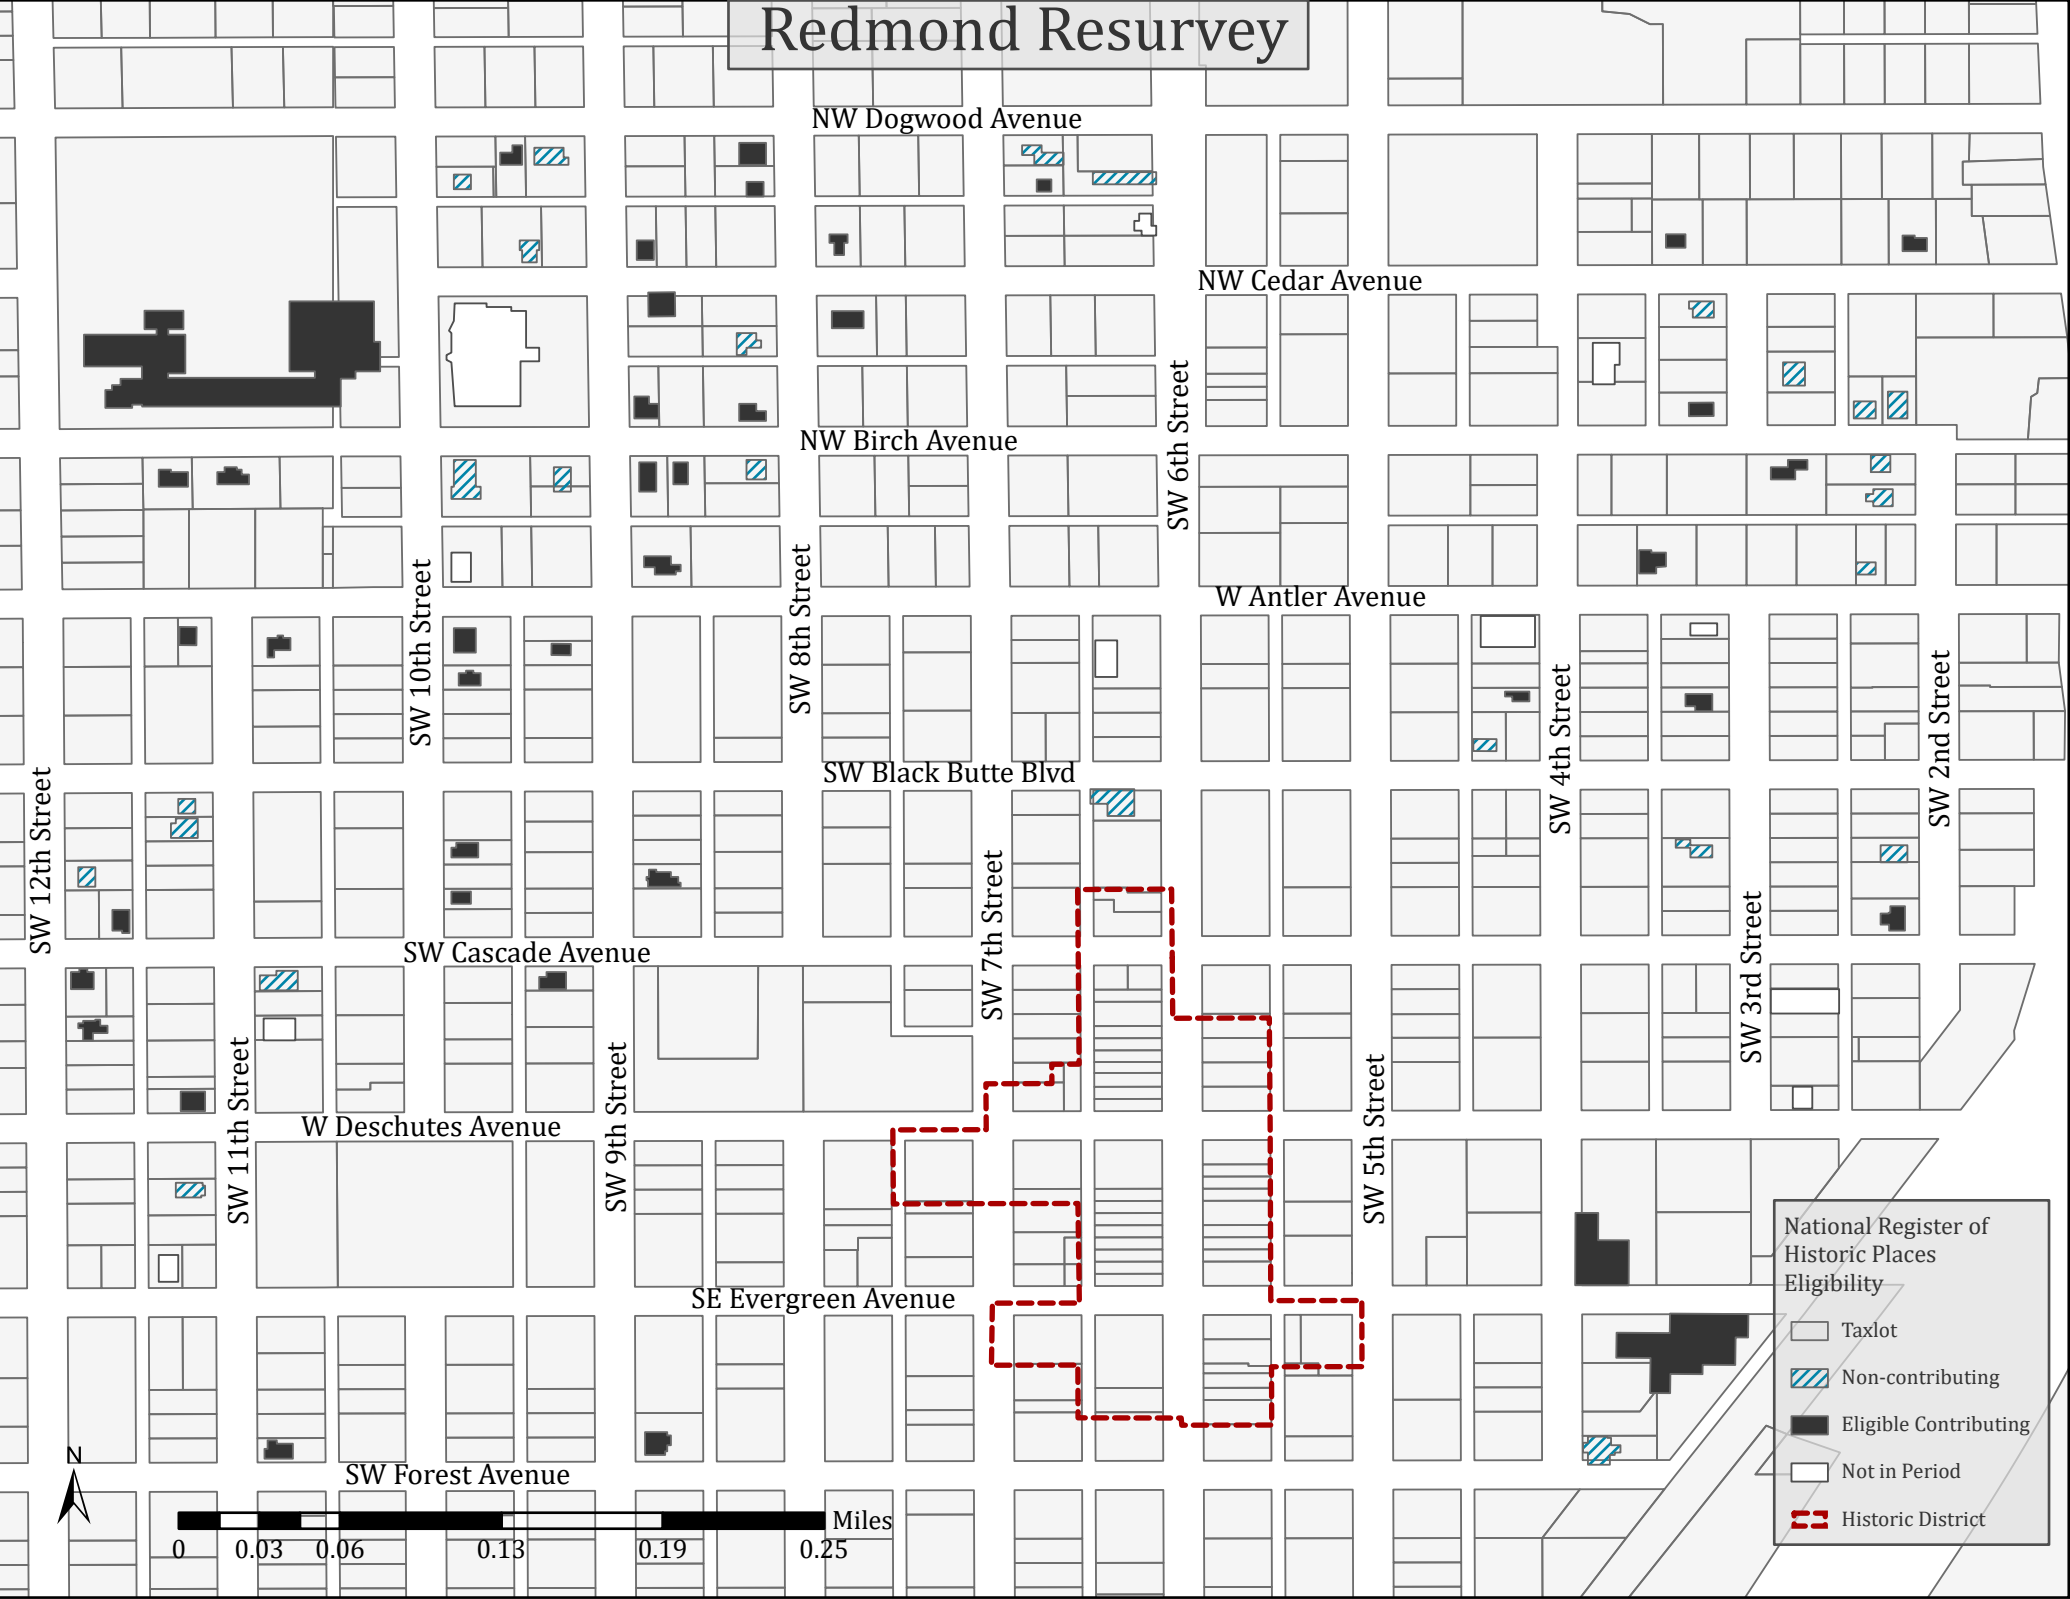 Redmond Resurvey
NW Dogwood Avenue
NW Cedar Avenue
SW 6th Street
NW Birch Avenue
SW 10th Street
SW 8th Street
W Antler Avenue
SW 4th Street
SW 2nd Street
SW Black Butte Blvd
SW 12th Street
SW 7th Street
SW 3rd Street
SW Cascade Avenue
SW 11th Street
SW 9th Street
SW 5th Street
W Deschutes Avenue
SE Evergreen Avenue
SW Forest Avenue
N
Miles
0 0.03 0.06 0.13 0.19 0.25
National Register of
Historic Places
Eligibility
Taxlot
Non-contributing
Eligible Contributing
Not in Period
Historic District